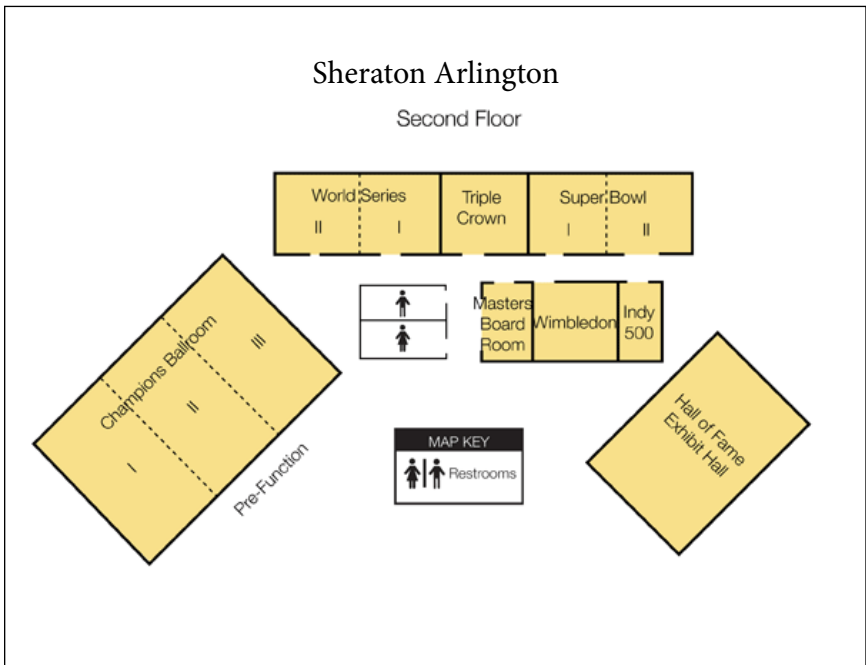 Sheraton Arlington
Second Floor
World Series
II
I
Triple
Crown
Super Bowl
I
II
Masters
Board
Room
Wimbledon
Indy
500
Champions Ballroom
I
II
III
Pre-Function
Hall of Fame
Exhibit Hall
MAP KEY
Restrooms